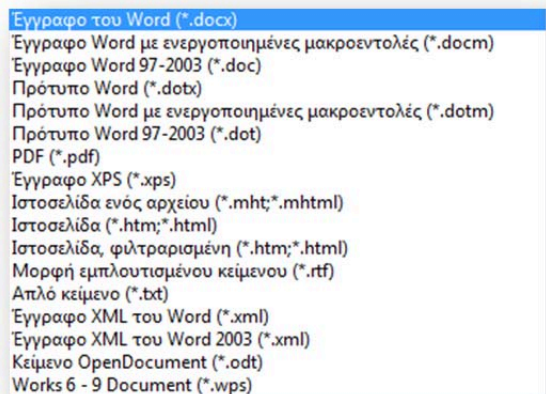 Έγγραφο του Word (*.docx)
Έγγραφο Word με ενεργοποιημένες μακροεντολές (*.docm)
Έγγραφο Word 97-2003 (*.doc)
Πρότυπο Word (*.dotx)
Πρότυπο Word με ενεργοποιημένες μακροεντολές (*.dotm)
Πρότυπο Word 97-2003 (*.dot)
PDF (*.pdf)
Έγγραφο XPS (*.xps)
Ιστοσελίδα ενός αρχείου (*.mht;*.mhtml)
Ιστοσελίδα (*.htm;*.html)
Ιστοσελίδα, φιλτραρισμένη (*.htm;*.html)
Μορφή εμπλουτισμένου κείμενου (*.rtf)
Απλό κείμενο (*.txt)
Έγγραφο XML του Word (*.xml)
Έγγραφο XML του Word 2003 (*.xml)
Κείμενο OpenDocument (*.odt)
Works 6 - 9 Document (*.wps)